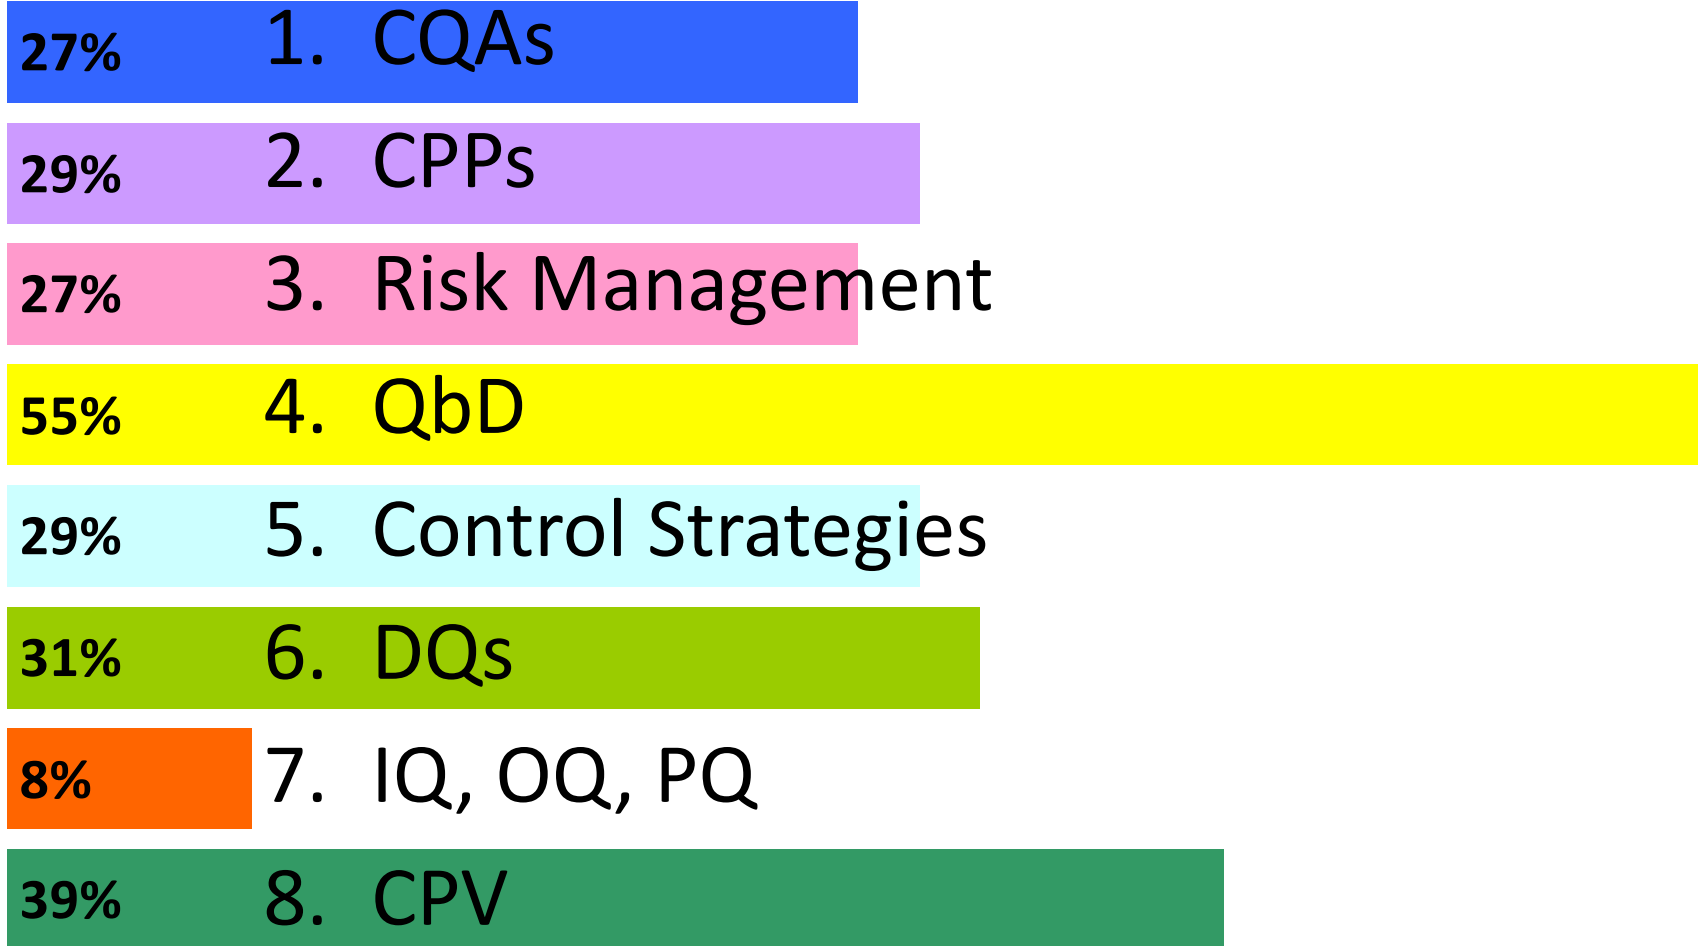 27% 1. CQAs
29% 2. CPPs
27% 3. Risk Management
55% 4. QbD
29% 5. Control Strategies
31% 6. DQs
8% 7. IQ, OQ, PQ
39% 8. CPV